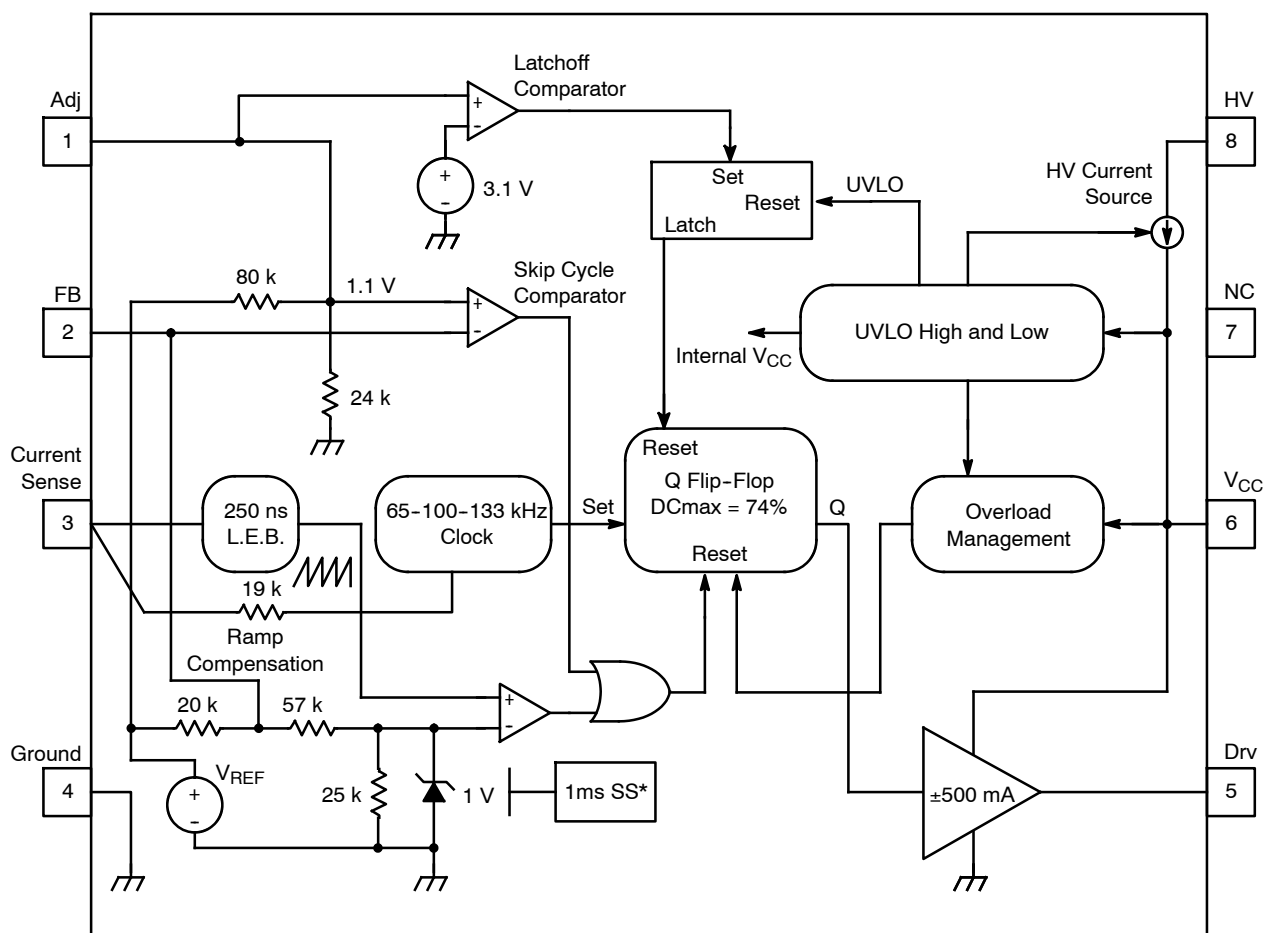 Latchoff
Comparator
Adj
1
+
-
+
-
3.1 V
Set
Reset
Latch
UVLO
HV
8
HV Current
Source
80 k
1.1 V
Skip Cycle
Comparator
+
-
FB
2
24 k
UVLO High and Low
Internal VCC
NC
7
Current
Sense
3
250 ns
L.E.B.
65-100-133 kHz
Clock
Set
Reset
Q Flip-Flop
DCmax = 74%
Reset
Q
Overload
Management
VCC
6
19 k
Ramp
Compensation
20 k
57 k
+
-
Ground
4
VREF
+
-
25 k
1 V
1ms SS*
±500 mA
Drv
5